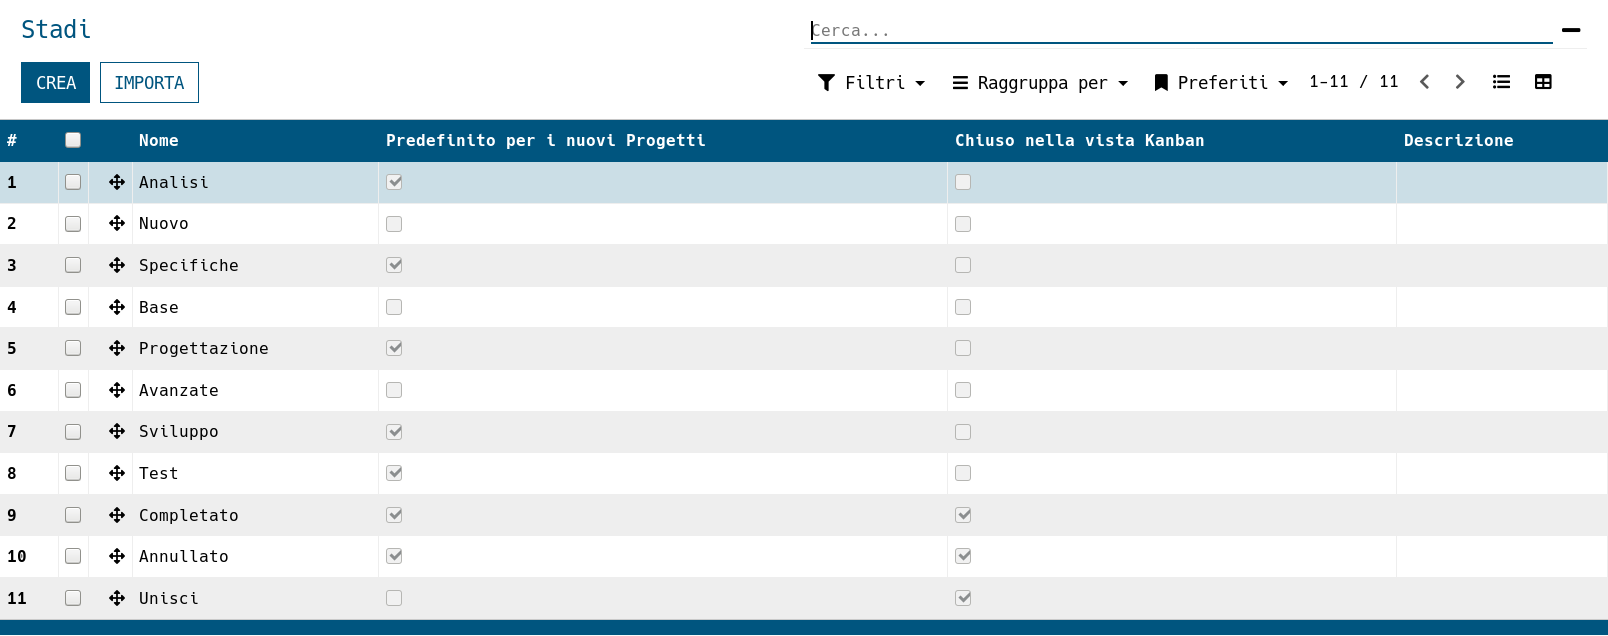 Stadi
Cerca...
CREA IMPORTA
Filtri Raggruppa per Preferiti 1-11 / 11
# Nome Predefinito per i nuovi Progetti Chiuso nella vista Kanban Descrizione
1 Analisi
2 Nuovo
3 Specifiche
4 Base
5 Progettazione
6 Avanzate
7 Sviluppo
8 Test
9 Completato
10 Annullato
11 Unisci